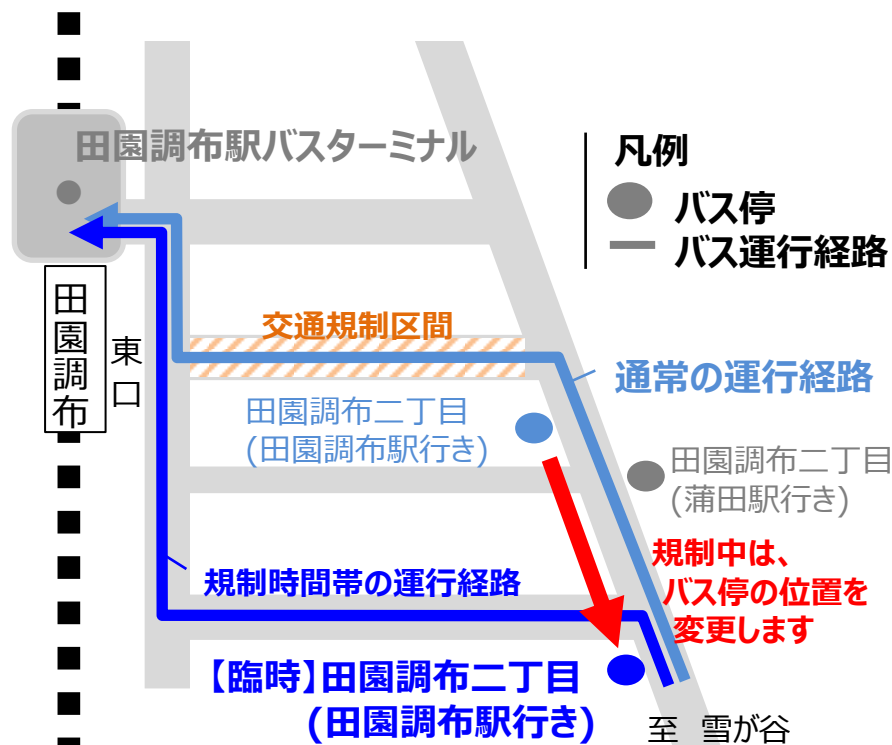 田園調布駅バスターミナル
凡例
バス停
バス運行経路
田園調布
東口
交通規制区間
通常の運行経路
田園調布二丁目
(田園調布駅行き)
田園調布二丁目
(蒲田駅行き)
規制中は、
バス停の位置を
変更します
規制時間帯の運行経路
【臨時】田園調布二丁目
(田園調布駅行き)
至 雪が谷